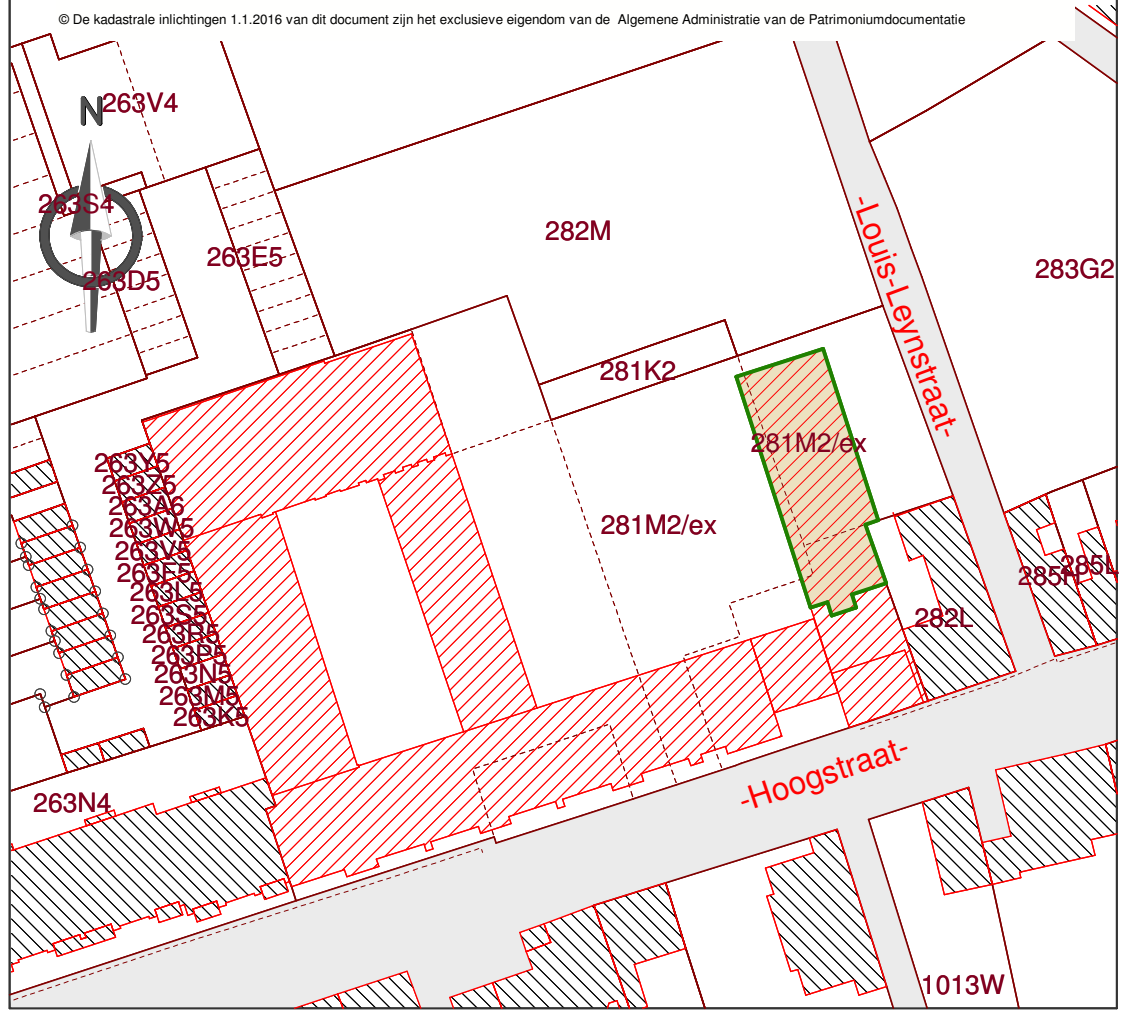 © De kadastrale inlichtingen 1.1.2016 van dit document zijn het exclusieve eigendom van de Algemene Administratie van de Patrimoniumdocumentatie
N
263V4
263S4
263E5
263D5
282M
-Louis-Leynstraat-
283G2
281K2
281M2/ex
281M2/ex
263Y5
263Z5
263A6
263W5
263V5
263F5
263L5
263S5
263R5
263P5
263N5
263M5
263K5
285H
285L
282L
-Hoogstraat-
263N4
1013W